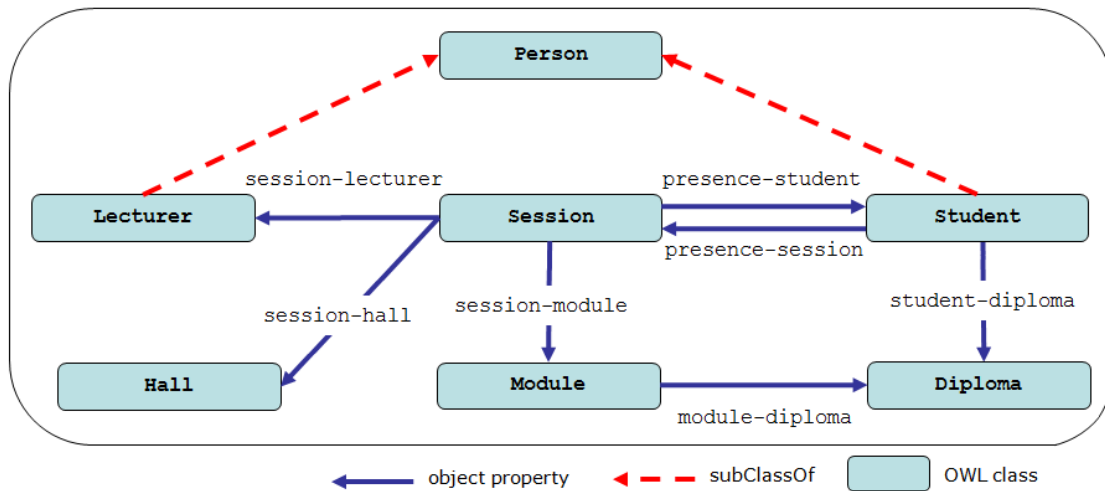 Person
session-lecturer
presence-student
Lecturer
Session
Student
presence-session
session-hall
session-module
student-diploma
Hall
Module
Diploma
module-diploma
object property
subClassOf
OWL class